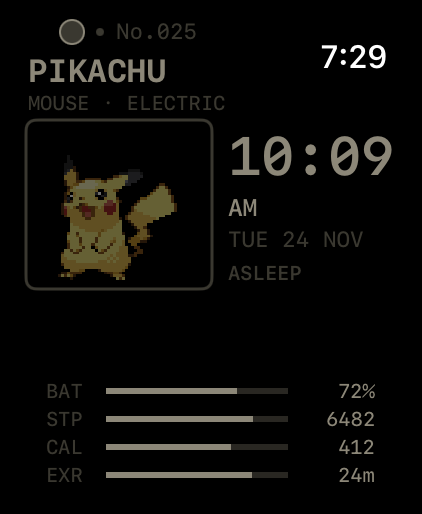 No.025
7:29
PIKACHU
MOUSE · ELECTRIC
10:09
AM
TUE 24 NOV
ASLEEP
BAT 72%
STP 6482
CAL 412
EXR 24m